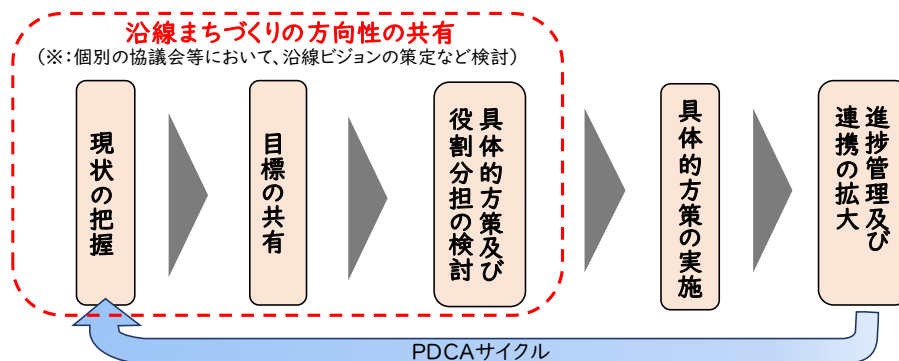 沿線まちづくりの方向性の共有
(※:個別の協議会等において、沿線ビジョンの策定など検討)
現状の把握
目標の共有
具体的方策及び
役割分担の検討
具体的方策の実施
進捗管理及び
連携の拡大
PDCAサイクル